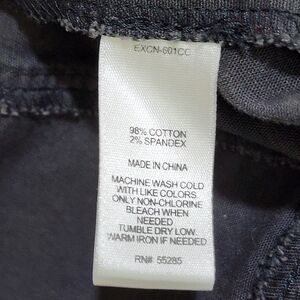 EXCN-601CC
98% COTTON
2% SPANDEX
MADE IN CHINA
MACHINE WASH COLD
WITH LIKE COLORS
ONLY NON-CHLORINE
BLEACH WHEN
NEEDED
TUMBLE DRY LOW.
WARM IRON IF NEEDED
RN# 55285